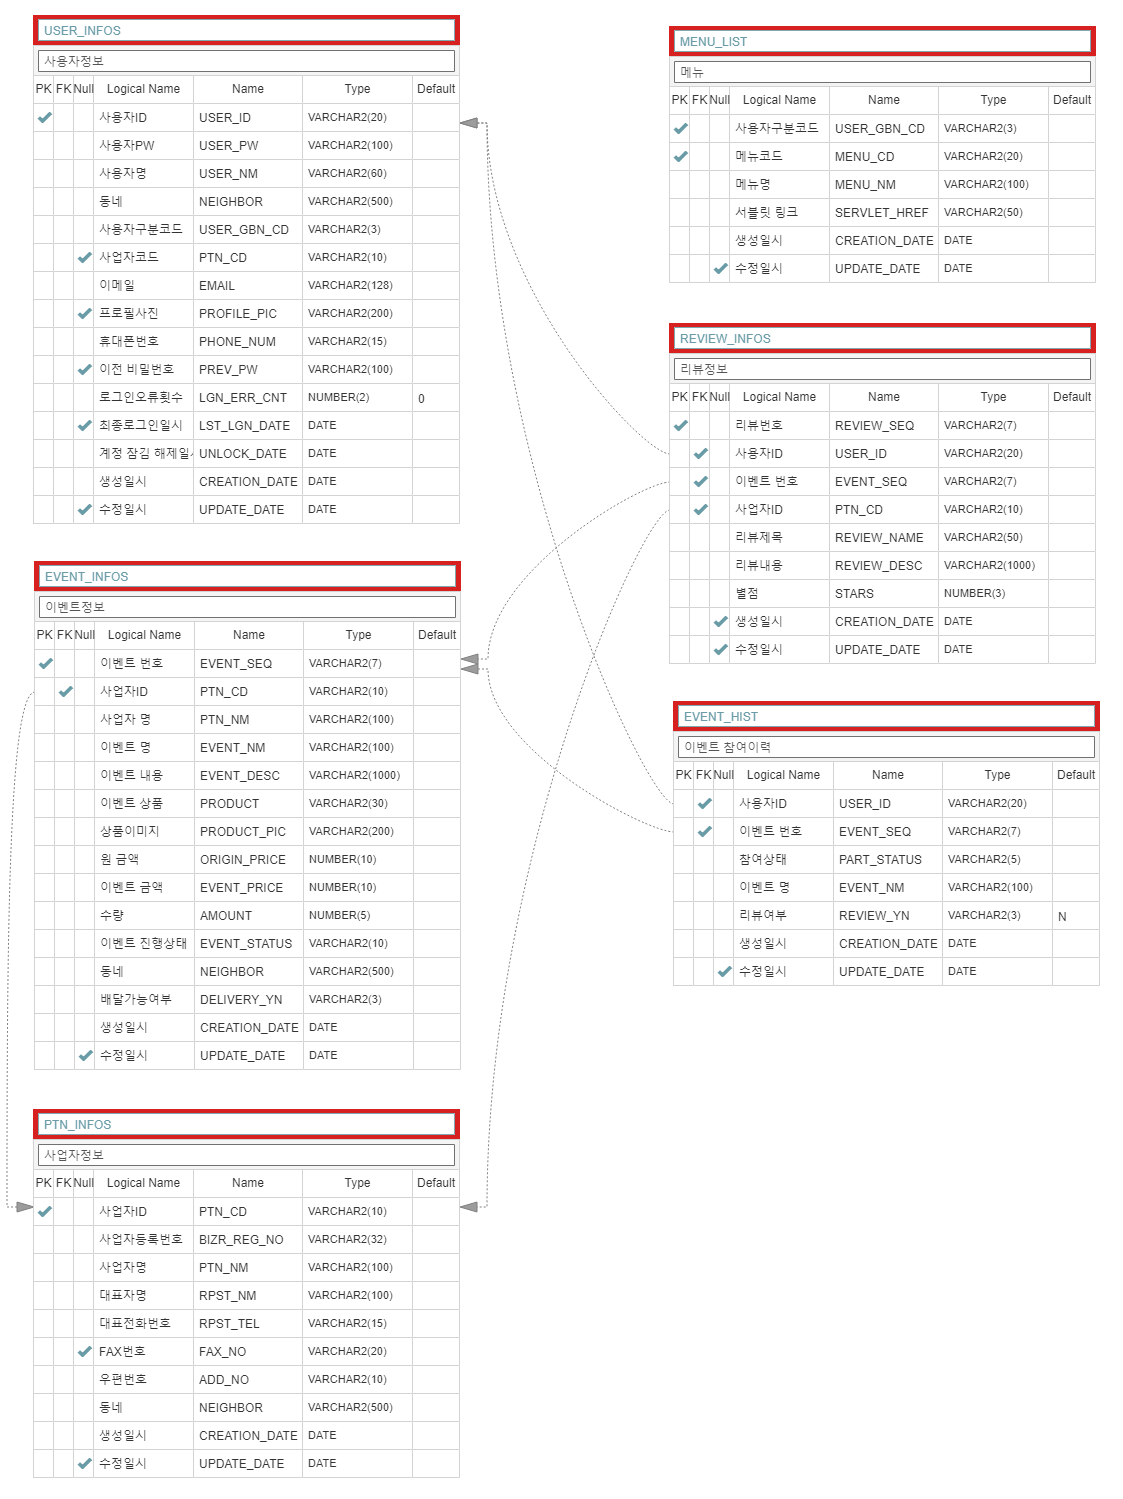 USER_INFOS
사용자정보
PK FK Null Logical Name Name Type Default
사용자ID USER_ID VARCHAR2(20)
사용자PW USER_PW VARCHAR2(100)
사용자명 USER_NM VARCHAR2(60)
동네 NEIGHBOR VARCHAR2(500)
사용자구분코드 USER_GBN_CD VARCHAR2(3)
사업자코드 PTN_CD VARCHAR2(10)
이메일 EMAIL VARCHAR2(128)
프로필사진 PROFILE_PIC VARCHAR2(200)
휴대폰번호 PHONE_NUM VARCHAR2(15)
이전 비밀번호 PREV_PW VARCHAR2(100)
로그인오류횟수 LGN_ERR_CNT NUMBER(2) 0
최종로그인일시 LST_LGN_DATE DATE
계정 잠김 해제일시 UNLOCK_DATE DATE
생성일시 CREATION_DATE DATE
수정일시 UPDATE_DATE DATE
EVENT_INFOS
이벤트정보
PK FK Null Logical Name Name Type Default
이벤트 번호 EVENT_SEQ VARCHAR2(7)
사업자ID PTN_CD VARCHAR2(10)
사업자 명 PTN_NM VARCHAR2(100)
이벤트 명 EVENT_NM VARCHAR2(100)
이벤트 내용 EVENT_DESC VARCHAR2(1000)
이벤트 상품 PRODUCT VARCHAR2(30)
상품이미지 PRODUCT_PIC VARCHAR2(200)
원 금액 ORIGIN_PRICE NUMBER(10)
이벤트 금액 EVENT_PRICE NUMBER(10)
수량 AMOUNT NUMBER(5)
이벤트 진행상태 EVENT_STATUS VARCHAR2(10)
동네 NEIGHBOR VARCHAR2(500)
배달가능여부 DELIVERY_YN VARCHAR2(3)
생성일시 CREATION_DATE DATE
수정일시 UPDATE_DATE DATE
PTN_INFOS
사업자정보
PK FK Null Logical Name Name Type Default
사업자ID PTN_CD VARCHAR2(10)
사업자등록번호 BIZR_REG_NO VARCHAR2(32)
사업자명 PTN_NM VARCHAR2(100)
대표자명 RPST_NM VARCHAR2(100)
대표전화번호 RPST_TEL VARCHAR2(15)
FAX번호 FAX_NO VARCHAR2(20)
우편번호 ADD_NO VARCHAR2(10)
동네 NEIGHBOR VARCHAR2(500)
생성일시 CREATION_DATE DATE
수정일시 UPDATE_DATE DATE
MENU_LIST
메뉴
PK FK Null Logical Name Name Type Default
사용자구분코드 USER_GBN_CD VARCHAR2(3)
메뉴코드 MENU_CD VARCHAR2(20)
메뉴명 MENU_NM VARCHAR2(100)
서블릿 링크 SERVLET_HREF VARCHAR2(50)
생성일시 CREATION_DATE DATE
수정일시 UPDATE_DATE DATE
REVIEW_INFOS
리뷰정보
PK FK Null Logical Name Name Type Default
리뷰번호 REVIEW_SEQ VARCHAR2(7)
사용자ID USER_ID VARCHAR2(20)
이벤트 번호 EVENT_SEQ VARCHAR2(7)
사업자ID PTN_CD VARCHAR2(10)
리뷰제목 REVIEW_NAME VARCHAR2(50)
리뷰내용 REVIEW_DESC VARCHAR2(1000)
별점 STARS NUMBER(3)
생성일시 CREATION_DATE DATE
수정일시 UPDATE_DATE DATE
EVENT_HIST
이벤트 참여이력
PK FK Null Logical Name Name Type Default
사용자ID USER_ID VARCHAR2(20)
이벤트 번호 EVENT_SEQ VARCHAR2(7)
참여상태 PART_STATUS VARCHAR2(5)
이벤트 명 EVENT_NM VARCHAR2(100)
리뷰여부 REVIEW_YN VARCHAR2(3) N
생성일시 CREATION_DATE DATE
수정일시 UPDATE_DATE DATE